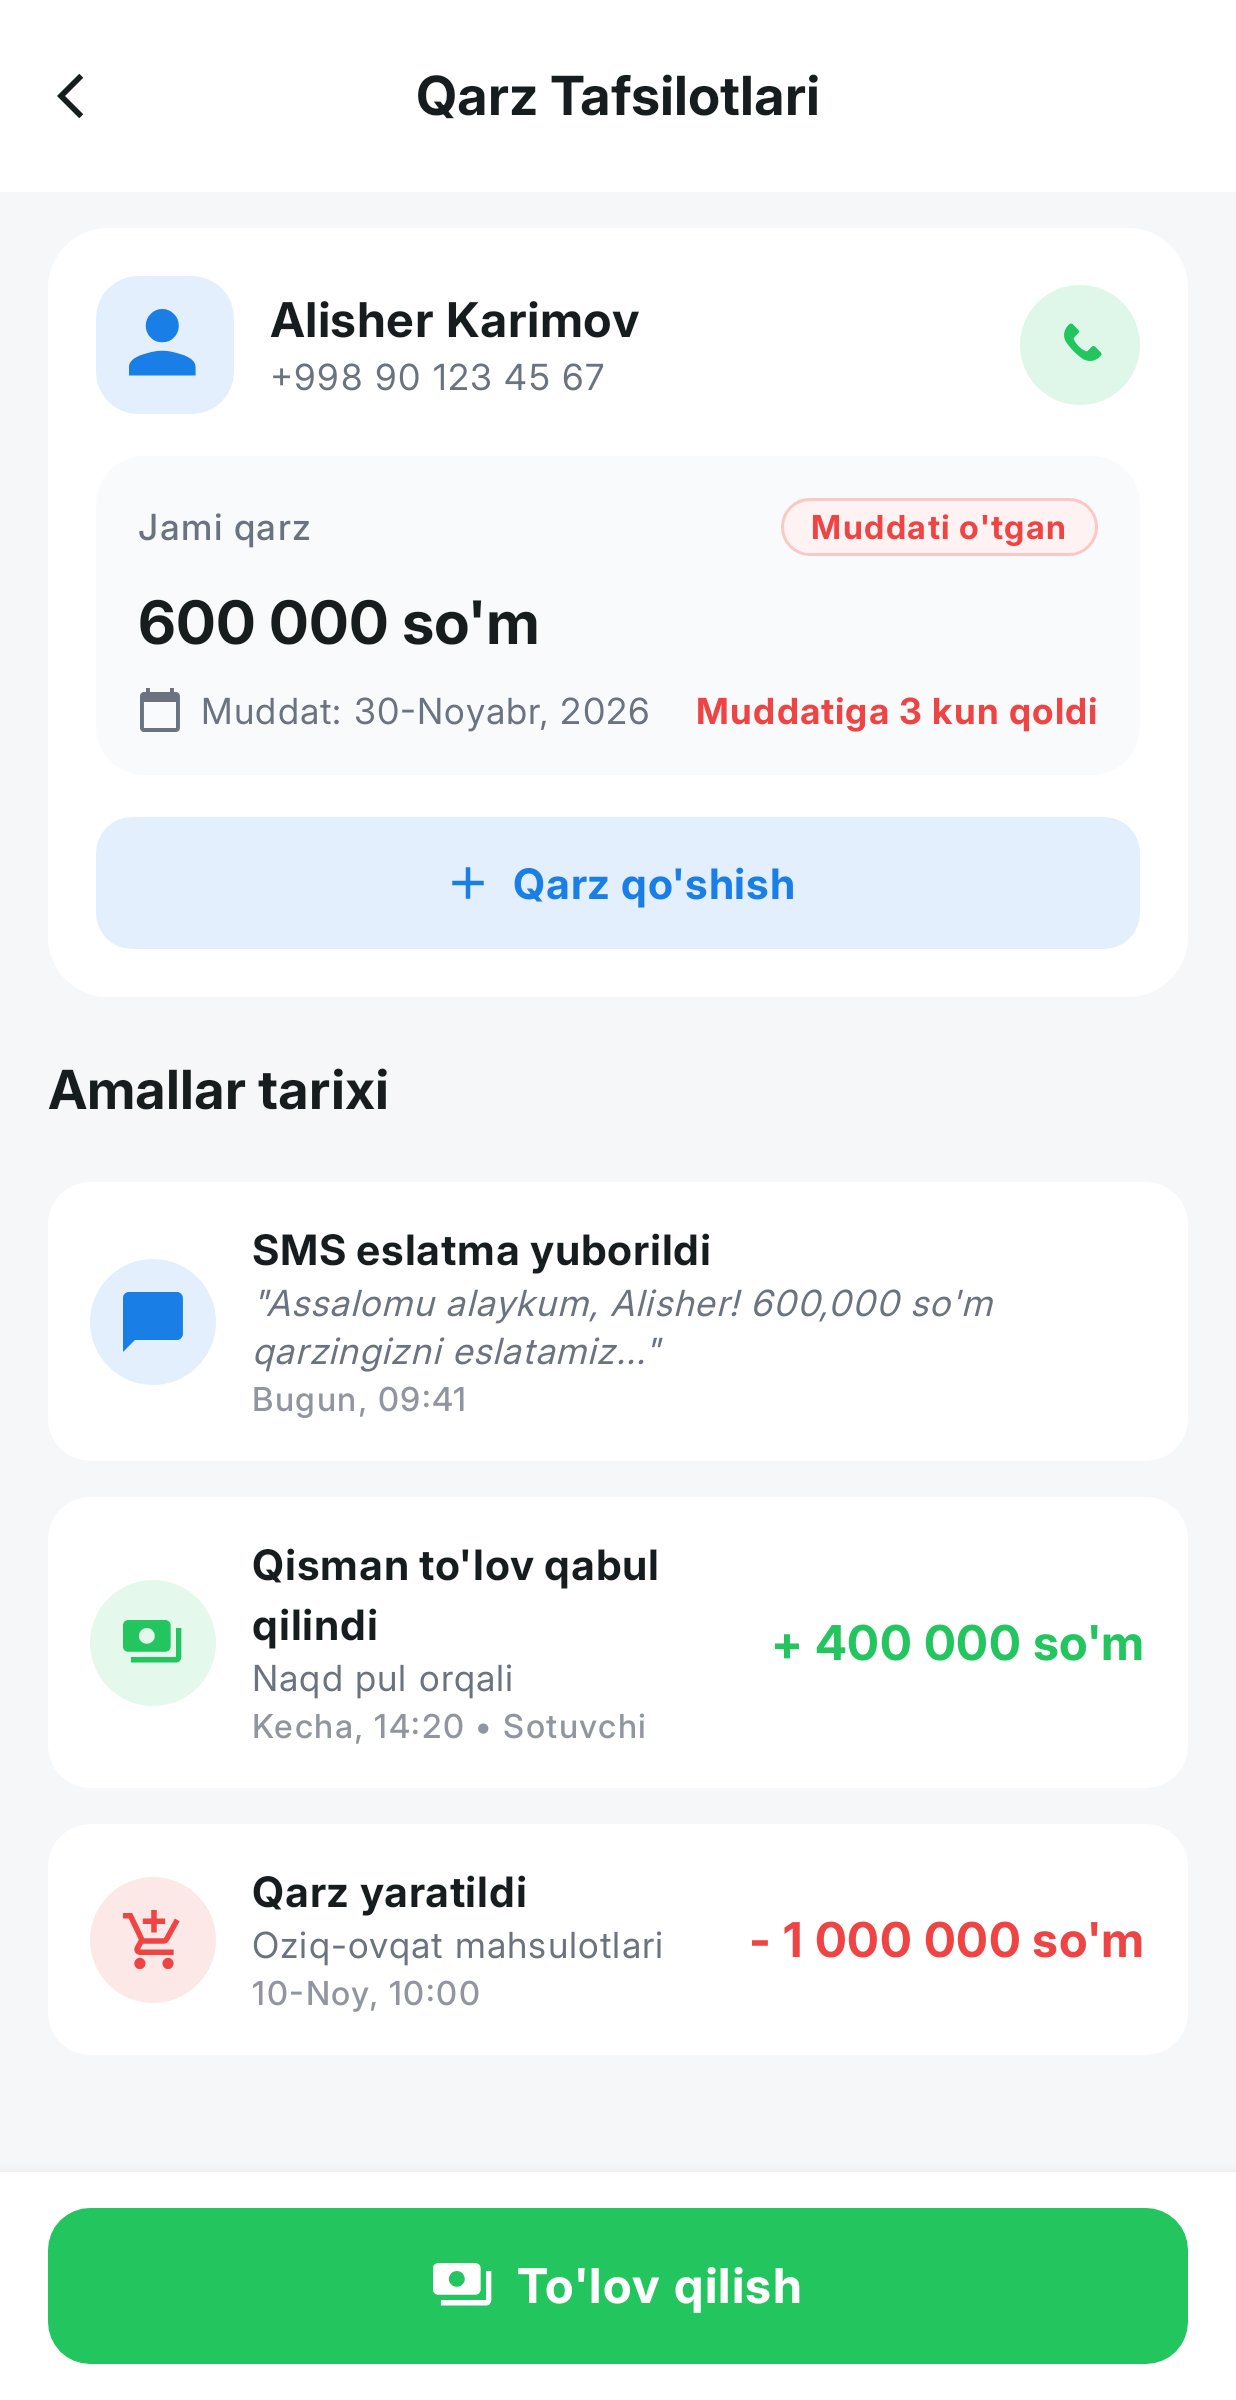 Qarz Tafsilotlari
Alisher Karimov
+998 90 123 45 67
Jami qarz
Muddati o'tgan
600 000 so'm
Muddat: 30-Noyabr, 2026
Muddatiga 3 kun qoldi
+ Qarz qo'shish
Amallar tarixi
SMS eslatma yuborildi
"Assalomu alaykum, Alisher! 600,000 so'm
qarzingizni eslatamiz..."
Bugun, 09:41
Qisman to'lov qabul
qilindi
Naqd pul orqali
Kecha, 14:20 • Sotuvchi
+ 400 000 so'm
Qarz yaratildi
Oziq-ovqat mahsulotlari
10-Noy, 10:00
- 1 000 000 so'm
To'lov qilish